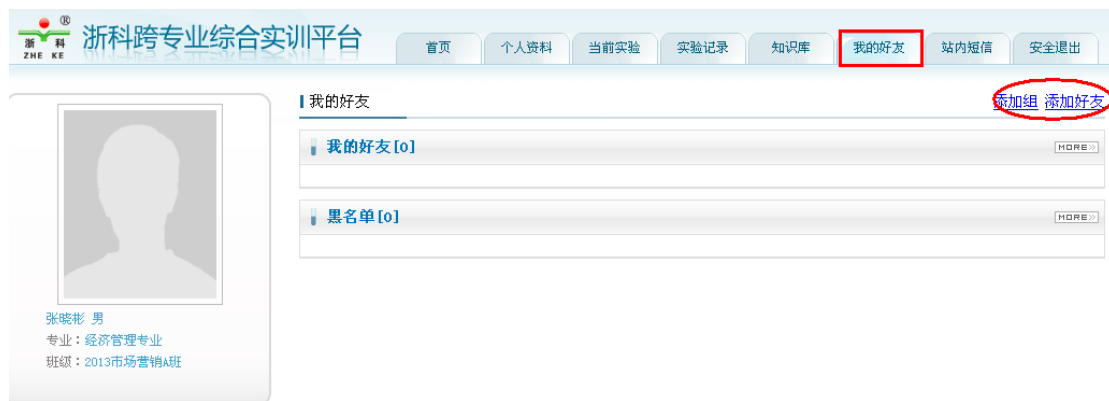 ®
浙 科
ZHE KE
浙科跨专业综合实训平台
首页 个人资料 当前实验 实验记录 知识库 我的好友 站内短信 安全退出
我的好友 添加组 添加好友
我的好友[0] MORE»
黑名单[0] MORE»
张晓彬 男
专业：经济管理专业
班级：2013市场营销A班